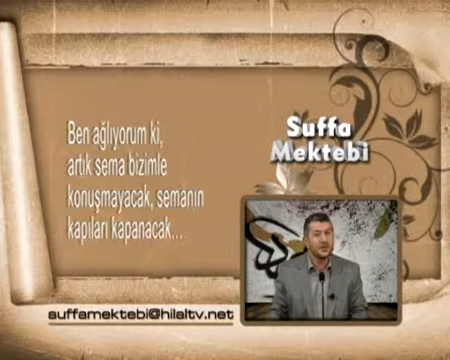 Ben ağlıyorum ki,
artık sema bizimle
konuşmayacak, semanın
kapıları kapanacak...
Suffa
Mektebi
suffamektebi@hilaltv.net